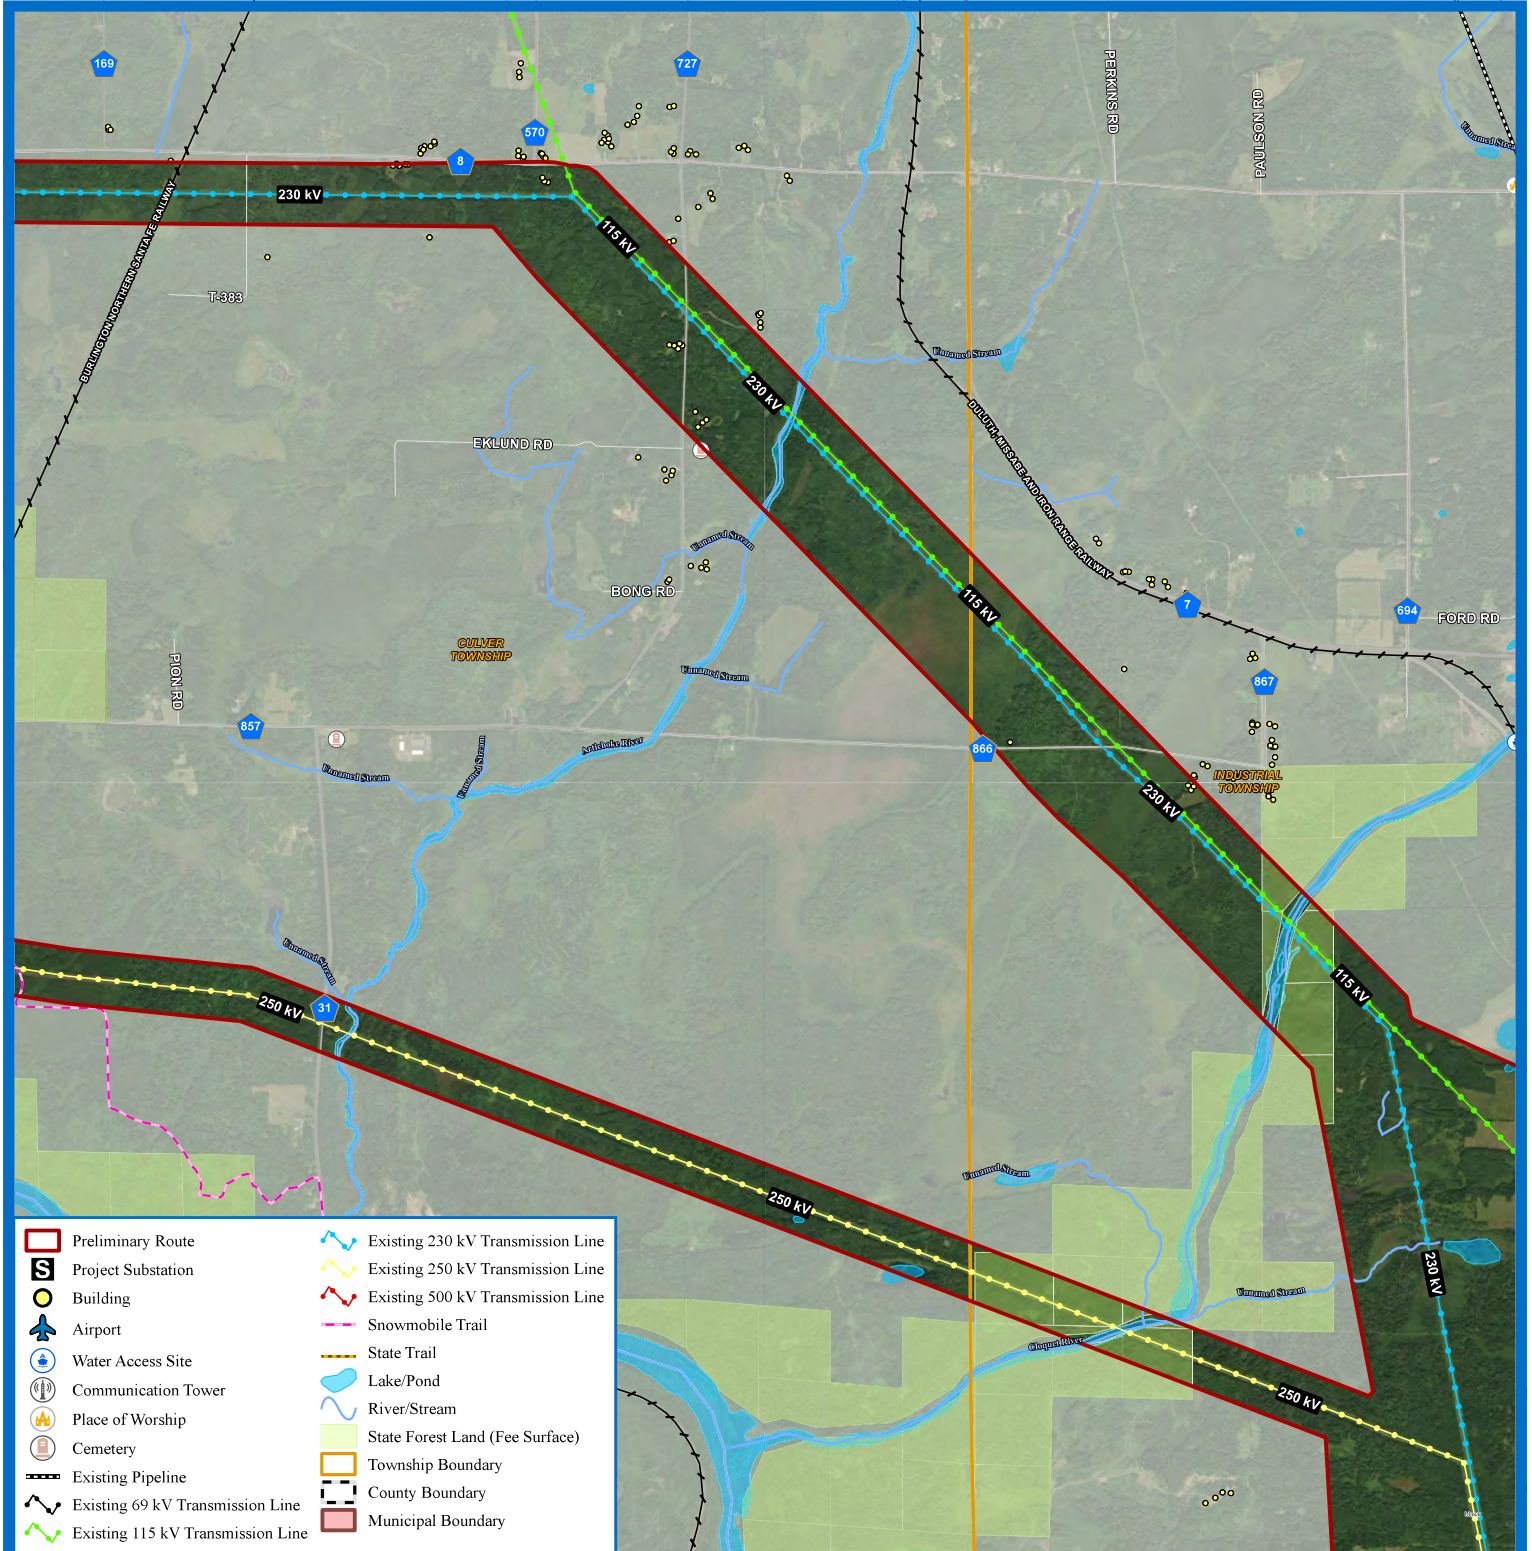 169
727
PERKINS RD
PAULSON RD
570
8
Unnamed Stream
BURLINGTON NORTHERN SANTA FE RAILWAY
230 kV
115 kV
T-383
Unnamed Stream
230 kV
DULUTH, MISSABE AND IRON RANGE RAILWAY
EKLUND RD
Unnamed Stream
BONG RD
115 kV
7
694
FORD RD
CULVER
TOWNSHIP
PION RD
Unnamed Stream
867
857
Artichoke River
866
Unnamed Stream
Unnamed Stream
INDUSTRIAL
TOWNSHIP
230 kV
Unnamed Stream
115 kV
250 kV
31
Unnamed Stream
250 kV
230 kV
Unnamed Stream
Cloquet River
250 kV
Preliminary Route
S
Project Substation
Building
Airport
Water Access Site
Communication Tower
Place of Worship
Cemetery
Existing Pipeline
Existing 69 kV Transmission Line
Existing 115 kV Transmission Line
Existing 230 kV Transmission Line
Existing 250 kV Transmission Line
Existing 500 kV Transmission Line
Snowmobile Trail
State Trail
Lake/Pond
River/Stream
State Forest Land (Fee Surface)
Township Boundary
County Boundary
Municipal Boundary